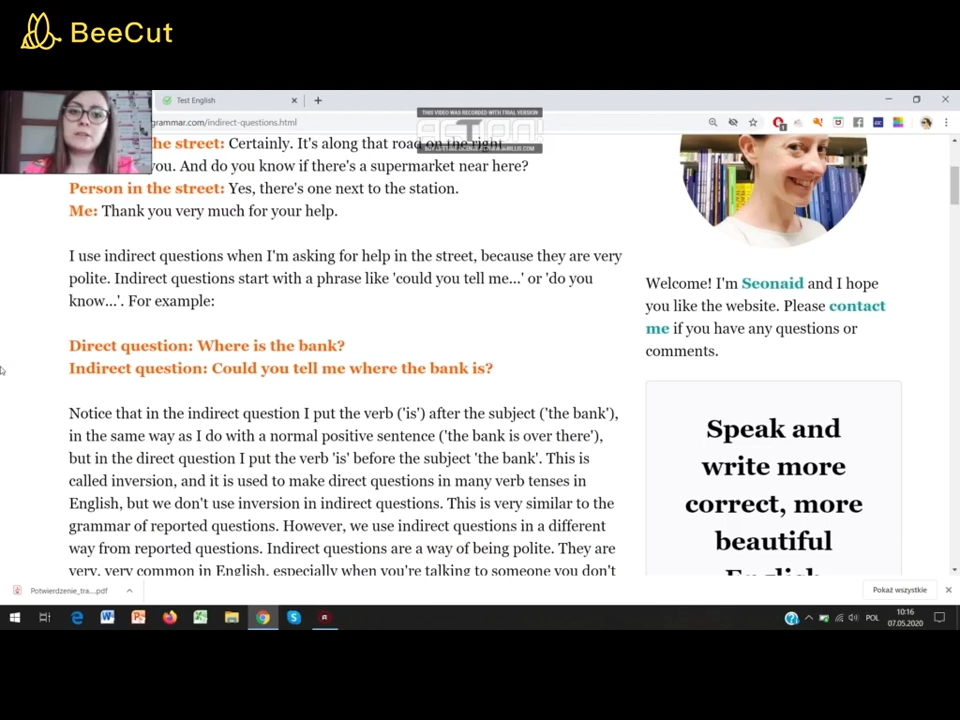 BeeCut
Test English
THIS VIDEO WAS RECORDED WITH TRIAL VERSION
grammar.com/indirect-questions.html
he street: Certainly. It's along that road on the right.
you. And do you know if there's a supermarket near here?
Person in the street: Yes, there's one next to the station.
Me: Thank you very much for your help.
I use indirect questions when I'm asking for help in the street, because they are very
polite. Indirect questions start with a phrase like 'could you tell me...' or 'do you
know...'. For example:
Direct question: Where is the bank?
Indirect question: Could you tell me where the bank is?
Notice that in the indirect question I put the verb ('is') after the subject ('the bank'),
in the same way as I do with a normal positive sentence ('the bank is over there'),
but in the direct question I put the verb 'is' before the subject 'the bank'. This is
called inversion, and it is used to make direct questions in many verb tenses in
English, but we don't use inversion in indirect questions. This is very similar to the
grammar of reported questions. However, we use indirect questions in a different
way from reported questions. Indirect questions are a way of being polite. They are
very, very common in English, especially when you're talking to someone you don't
Welcome! I'm Seonaid and I hope
you like the website. Please contact
me if you have any questions or
comments.
Speak and
write more
correct, more
beautiful
English
Potwierdzenie_tra....pdf
Pokaż wszystkie
POL
10:16
07.05.2020